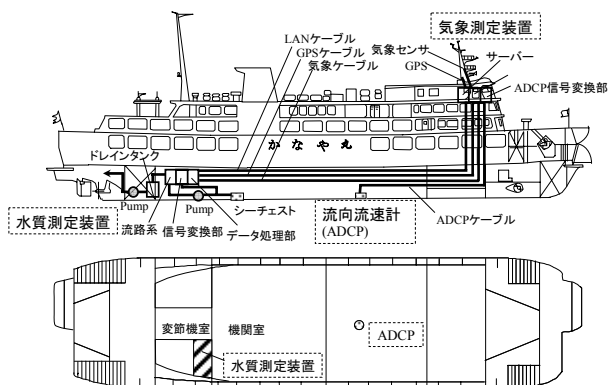 気象測定装置
LANケーブル
GPSケーブル
気象ケーブル
気象センサ
GPS
サーバー
ADCP信号変換部
かなや丸
ドレインタンク
Pump
Pump
シーチェスト
水質測定装置
流路系
信号変換部
データ処理部
流向流速計
(ADCP)
ADCPケーブル
変節機室
機関室
ADCP
水質測定装置